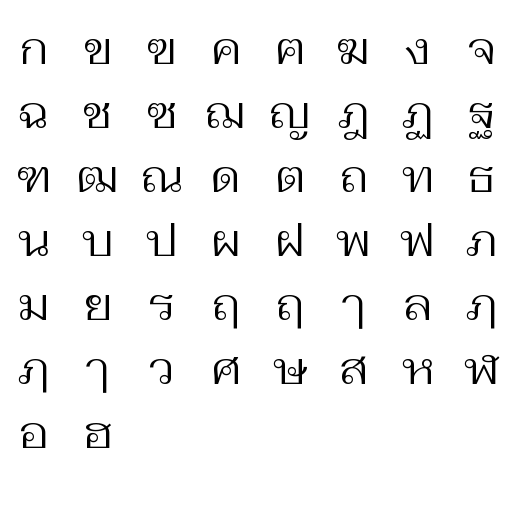 ก ข ฃ ค ฅ ฆ ง จ
ฉ ช ซ ฌ ญ ฎ ฏ ฐ
ฑ ฒ ณ ด ต ถ ท ธ
น บ ป ผ ฝ พ ฟ ภ
ม ย ร ฤ ฤ ๅ ล ฦ
ฦ ๅ ว ศ ษ ส ห ฬ
อ ฮ